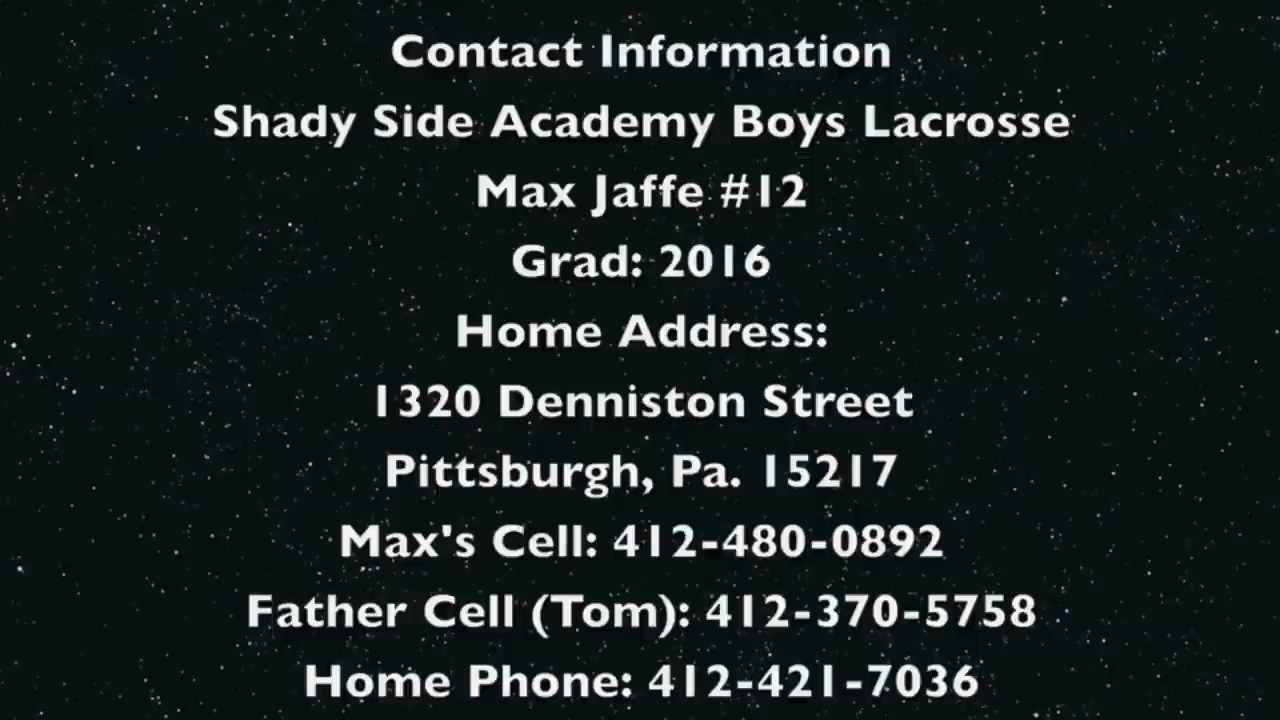 Contact Information
Shady Side Academy Boys Lacrosse
Max Jaffe #12
Grad: 2016
Home Address:
1320 Denniston Street
Pittsburgh, Pa. 15217
Max's Cell: 412-480-0892
Father Cell (Tom): 412-370-5758
Home Phone: 412-421-7036